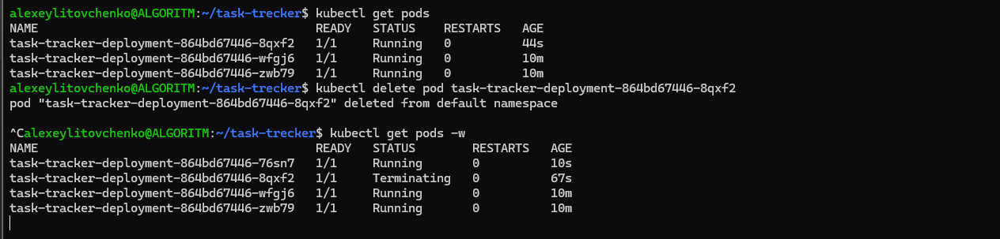 alexeylitovchenko@ALGORITM:~/task-trecker$ kubectl get pods
NAME READY STATUS RESTARTS AGE
task-tracker-deployment-864bd67446-8qxf2 1/1 Running 0 44s
task-tracker-deployment-864bd67446-wfgj6 1/1 Running 0 10m
task-tracker-deployment-864bd67446-zwb79 1/1 Running 0 10m
alexeylitovchenko@ALGORITM:~/task-trecker$ kubectl delete pod task-tracker-deployment-864bd67446-8qxf2
pod "task-tracker-deployment-864bd67446-8qxf2" deleted from default namespace
^Calexeylitovchenko@ALGORITM:~/task-trecker$ kubectl get pods -w
NAME READY STATUS RESTARTS AGE
task-tracker-deployment-864bd67446-76sn7 1/1 Running 0 10s
task-tracker-deployment-864bd67446-8qxf2 1/1 Terminating 0 67s
task-tracker-deployment-864bd67446-wfgj6 1/1 Running 0 10m
task-tracker-deployment-864bd67446-zwb79 1/1 Running 0 10m